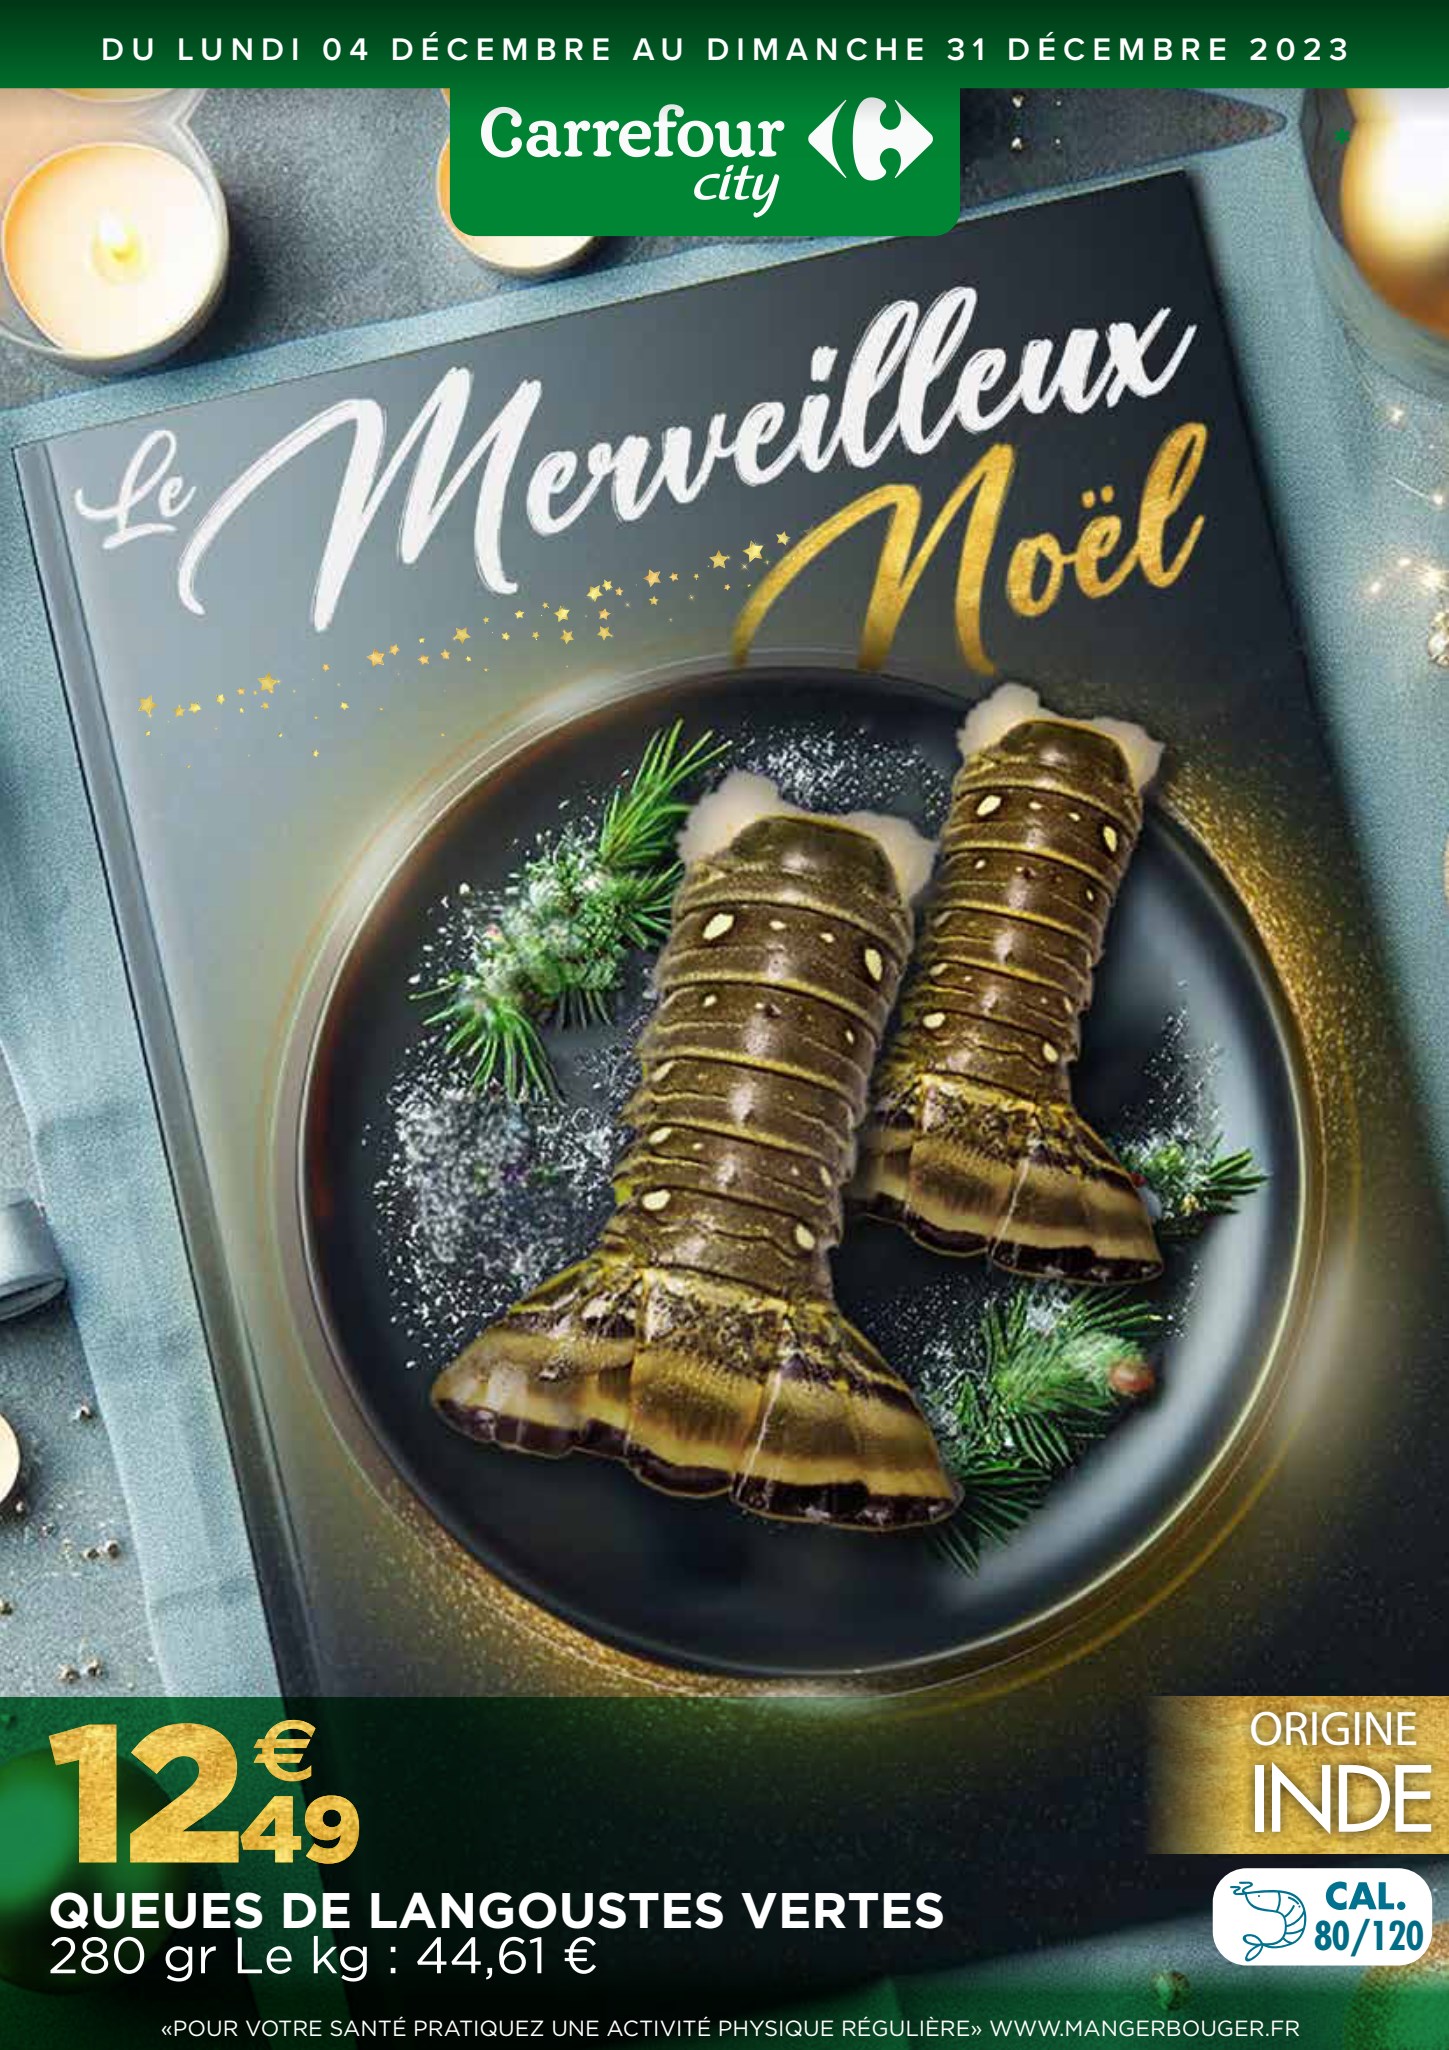 DU LUNDI 04 DÉCEMBRE AU DIMANCHE 31 DÉCEMBRE 2023
Carrefour
city
Le Merveilleux
Noël
12€49
ORIGINE
INDE
QUEUES DE LANGOUSTES VERTES
280 gr Le kg : 44,61 €
CAL.
80/120
«POUR VOTRE SANTÉ PRATIQUEZ UNE ACTIVITÉ PHYSIQUE RÉGULIÈRE» WWW.MANGERBOUGER.FR